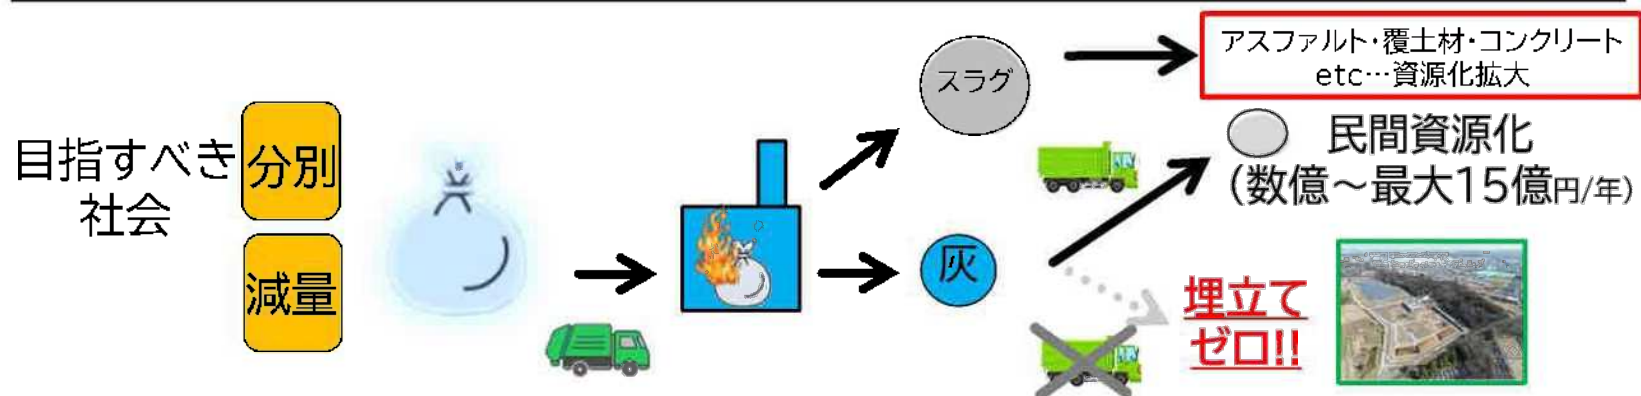 目指すべき
社会
分別
減量
スラグ
灰
アスファルト・覆土材・コンクリート
etc…資源化拡大
民間資源化
（数億～最大15億円/年）
埋立て
ゼロ!!